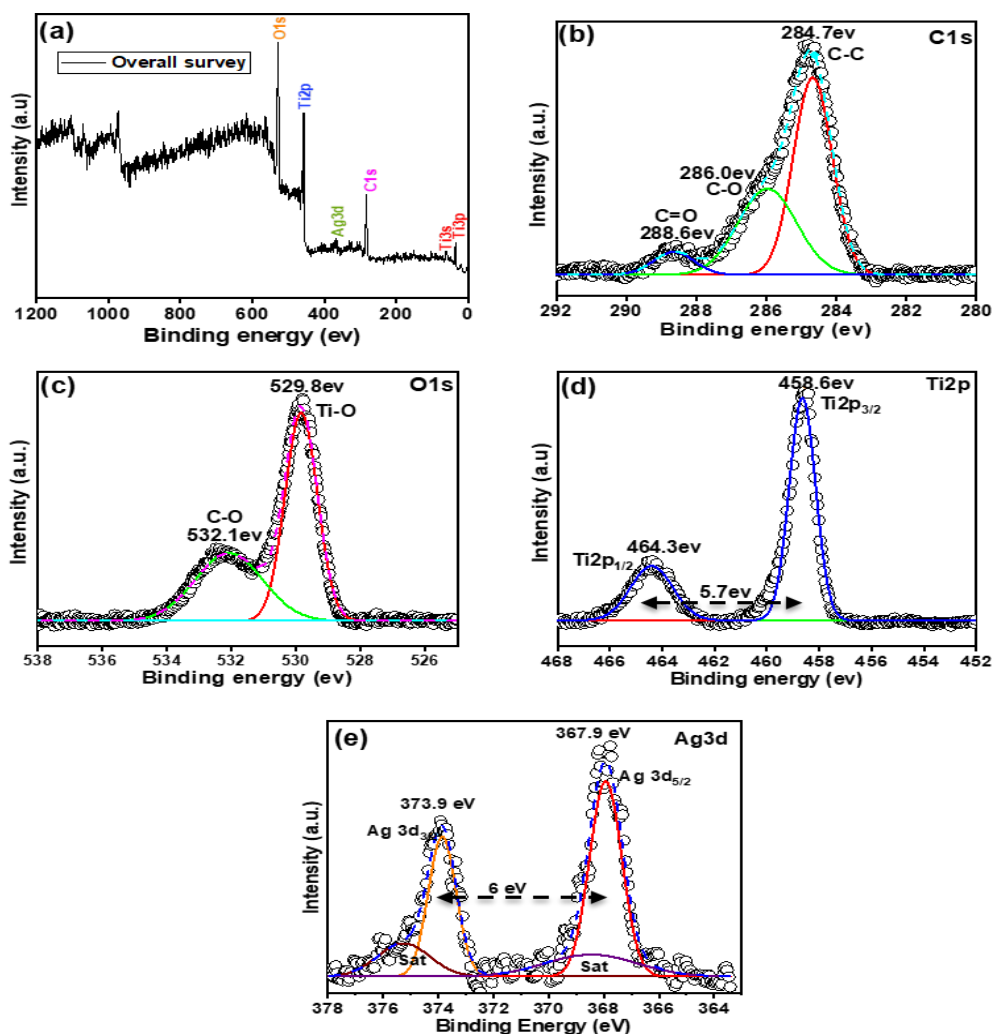 (a)
Overall survey
O1s
Ti2p
Ag3d
C1s
Ti3s
Ti3p
Intensity (a.u)
1200 1000 800 600 400 200 0
Binding energy (ev)
(b)
C1s
284.7ev
C-C
286.0ev
C-O
C=O
288.6ev
Intensity (a.u.)
292 290 288 286 284 282 280
Binding energy (ev)
(c)
O1s
529.8ev
Ti-O
C-O
532.1ev
Intensity (a.u.)
538 536 534 532 530 528 526
Binding energy (ev)
(d)
Ti2p
458.6ev
Ti2p3/2
Ti2p1/2
464.3ev
5.7ev
Intensity (a.u.)
468 466 464 462 460 458 456 454 452
Binding energy (ev)
(e)
Ag3d
367.9 eV
Ag 3d5/2
373.9 eV
Ag 3d
6 eV
Sat
Sat
Intensity (a.u.)
378 376 374 372 370 368 366 364
Binding Energy (eV)